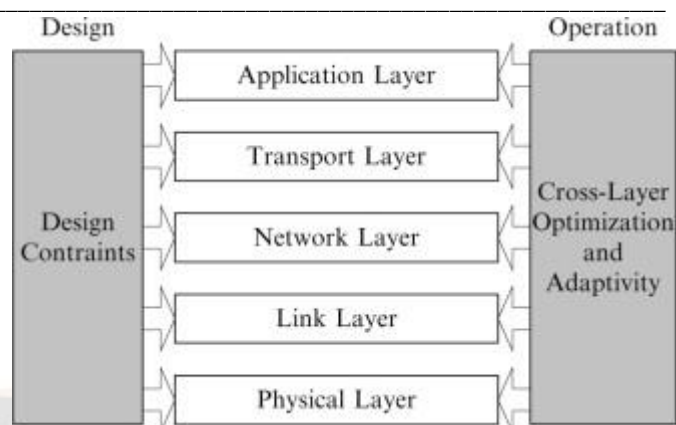 Design
Operation
Application Layer
Transport Layer
Network Layer
Link Layer
Physical Layer
Design
Contraints
Cross-Layer
Optimization
and
Adaptivity